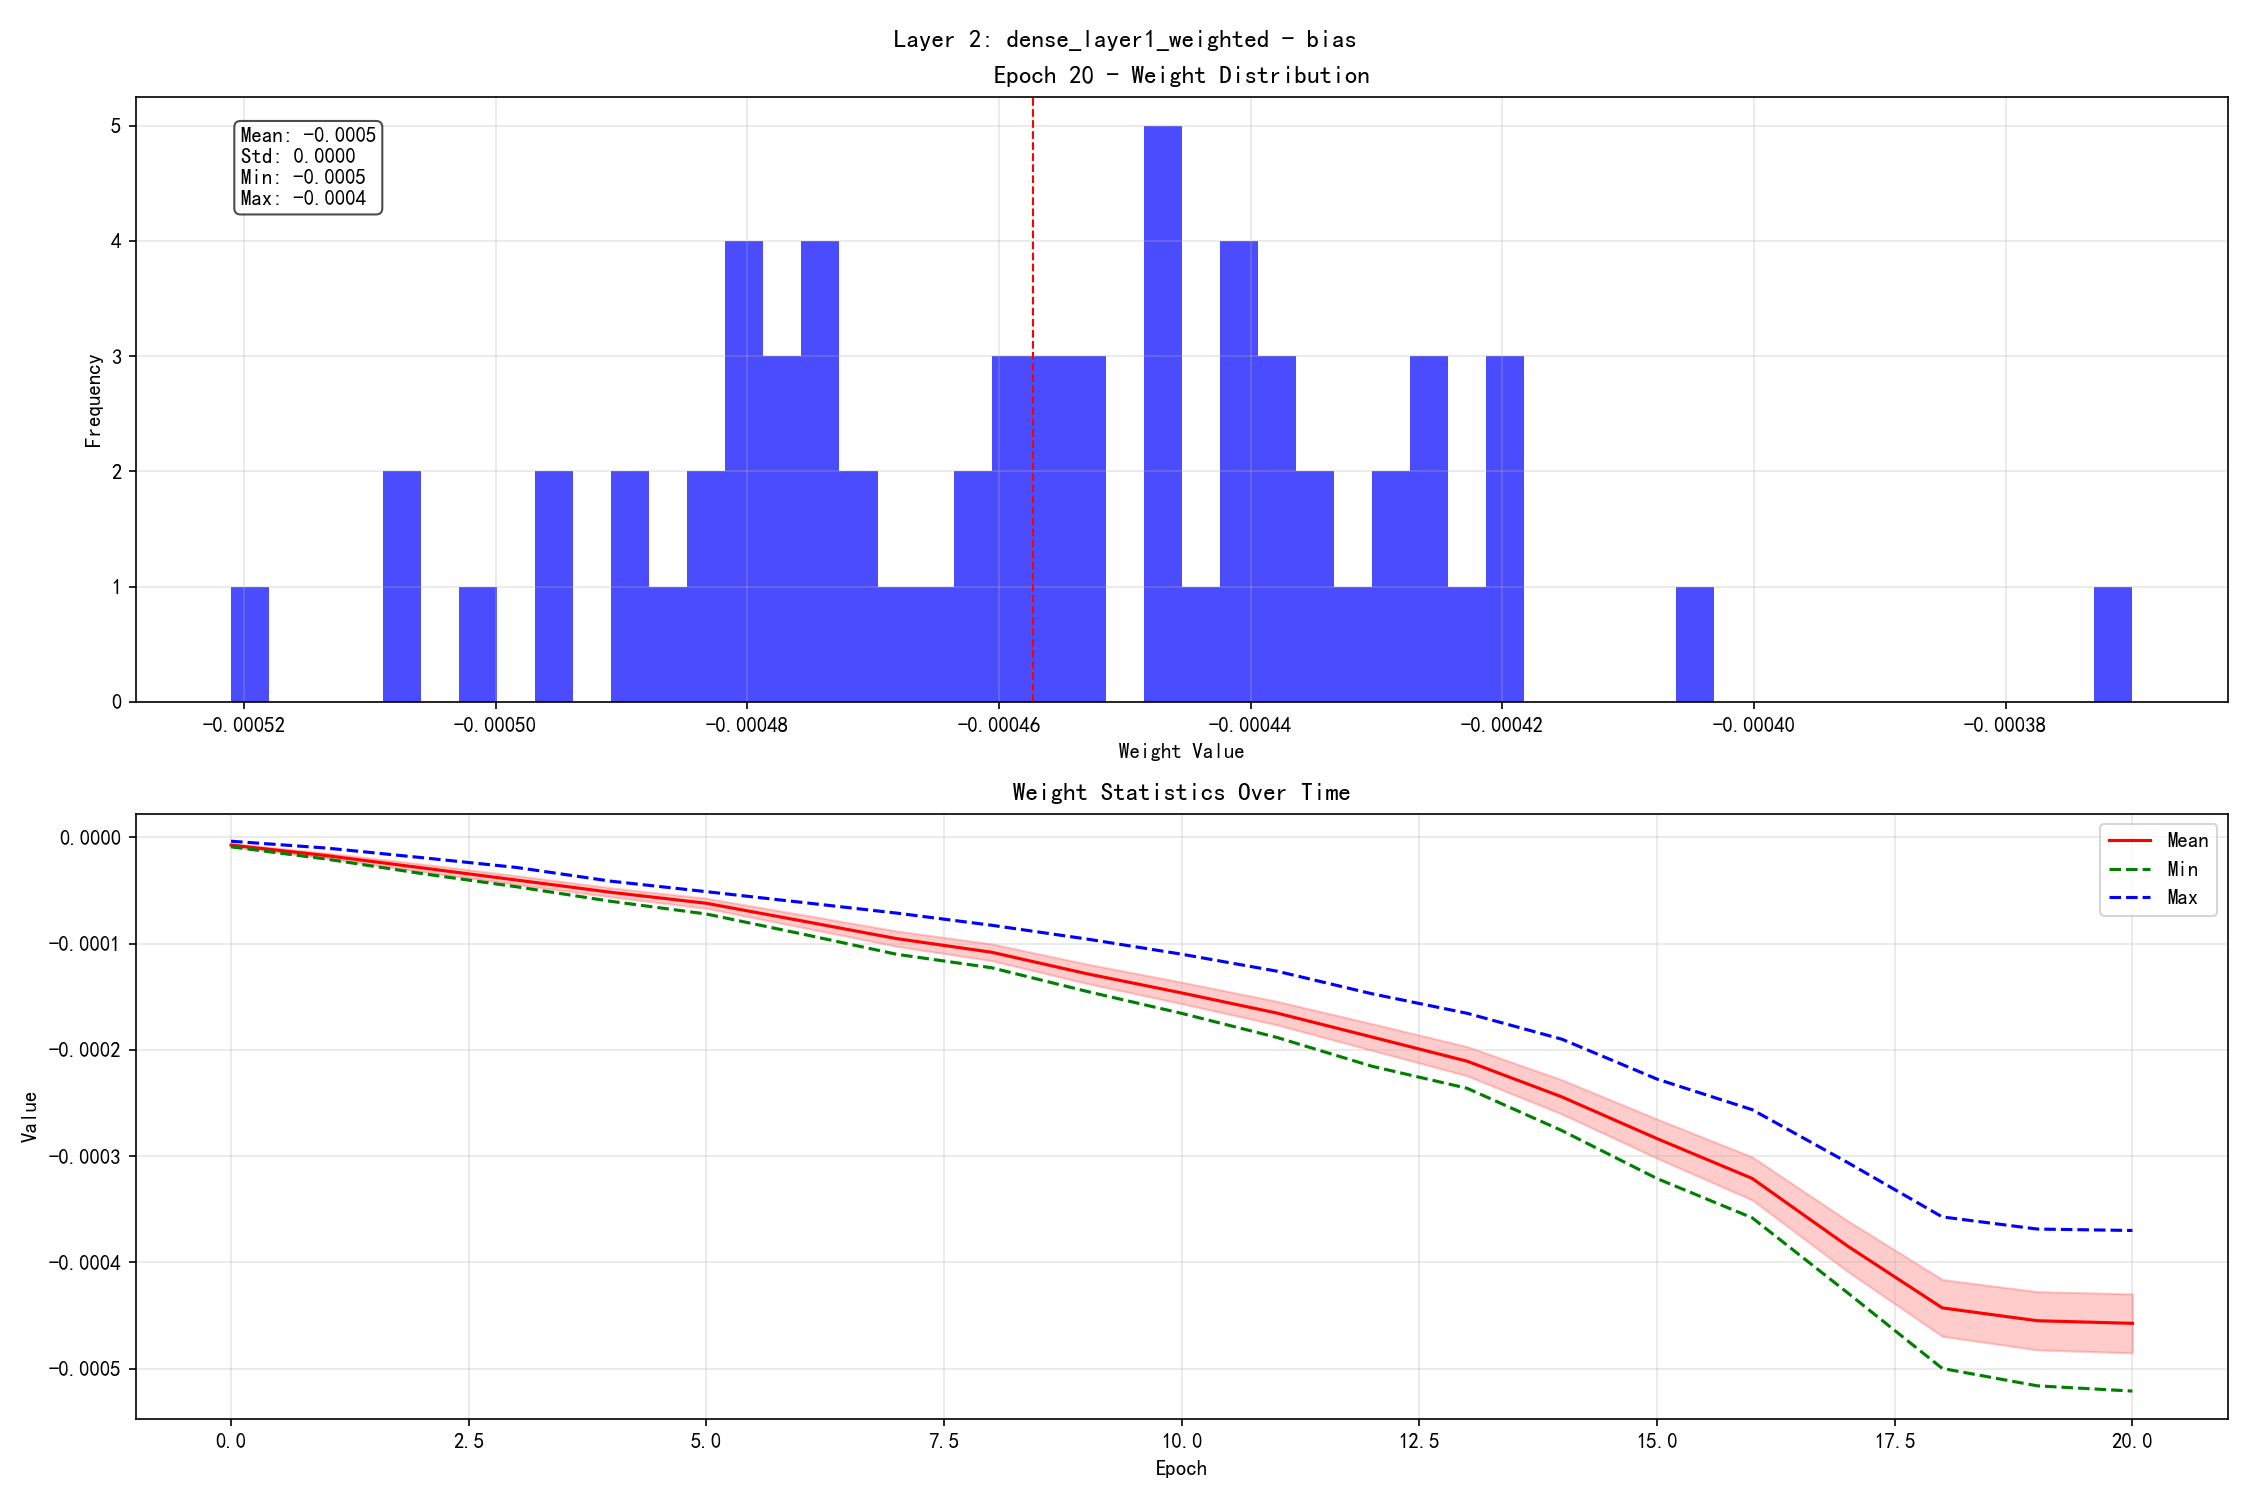 Layer 2: dense_layer1_weighted - bias
Epoch 20 - Weight Distribution
Mean: -0.0005
Std: 0.0000
Min: -0.0005
Max: -0.0004
Frequency
5
4
3
2
1
0
-0.00052 -0.00050 -0.00048 -0.00046 -0.00044 -0.00042 -0.00040 -0.00038
Weight Value
Weight Statistics Over Time
Mean
Min
Max
Value
0.0000
-0.0001
-0.0002
-0.0003
-0.0004
-0.0005
0.0 2.5 5.0 7.5 10.0 12.5 15.0 17.5 20.0
Epoch